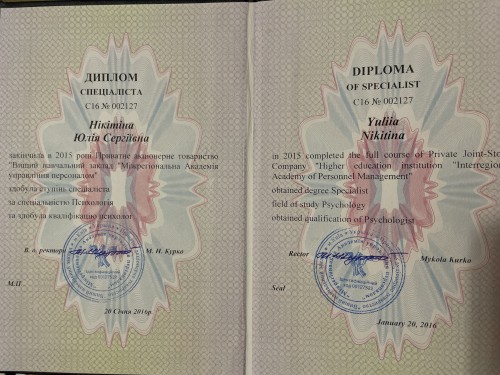 ДИПЛОМ
СПЕЦІАЛІСТА
С16 № 002127
Нікітіна
Юлія Сергіївна
закінчила в 2015 році Приватне акціонерне товариство
"Вищий навчальний заклад "Міжрегіональна Академія
управління персоналом"
здобула ступінь спеціаліста
за спеціальністю Психологія
та здобула кваліфікацію психолог
В. о. ректора
М. Н. Курко
М.П
20 Січня 2016р
DIPLOMA
OF SPECIALIST
C16 № 002127
Yuliia
Nikitina
in 2015 completed the full course of Private Joint-Sto
Company "Higher education institution "Interregion
Academy of Personnel Management"
obtained degree Specialist
field of study Psychology
obtained qualification of Psychologist
Rector
Mykola Kurka
Seal
January 20, 2016